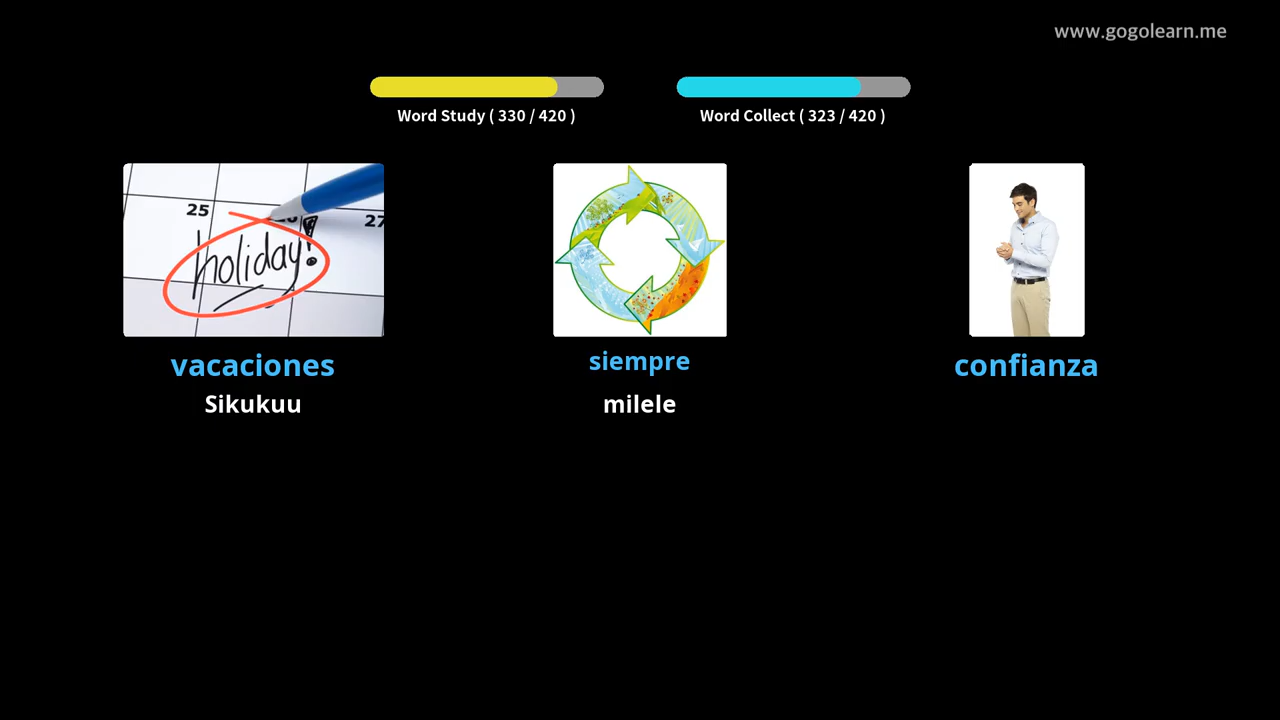 www.gogolearn.me
Word Study ( 330 / 420 )
Word Collect ( 323 / 420 )
25
27
holiday!
vacaciones
siempre
confianza
Sikukuu
milele